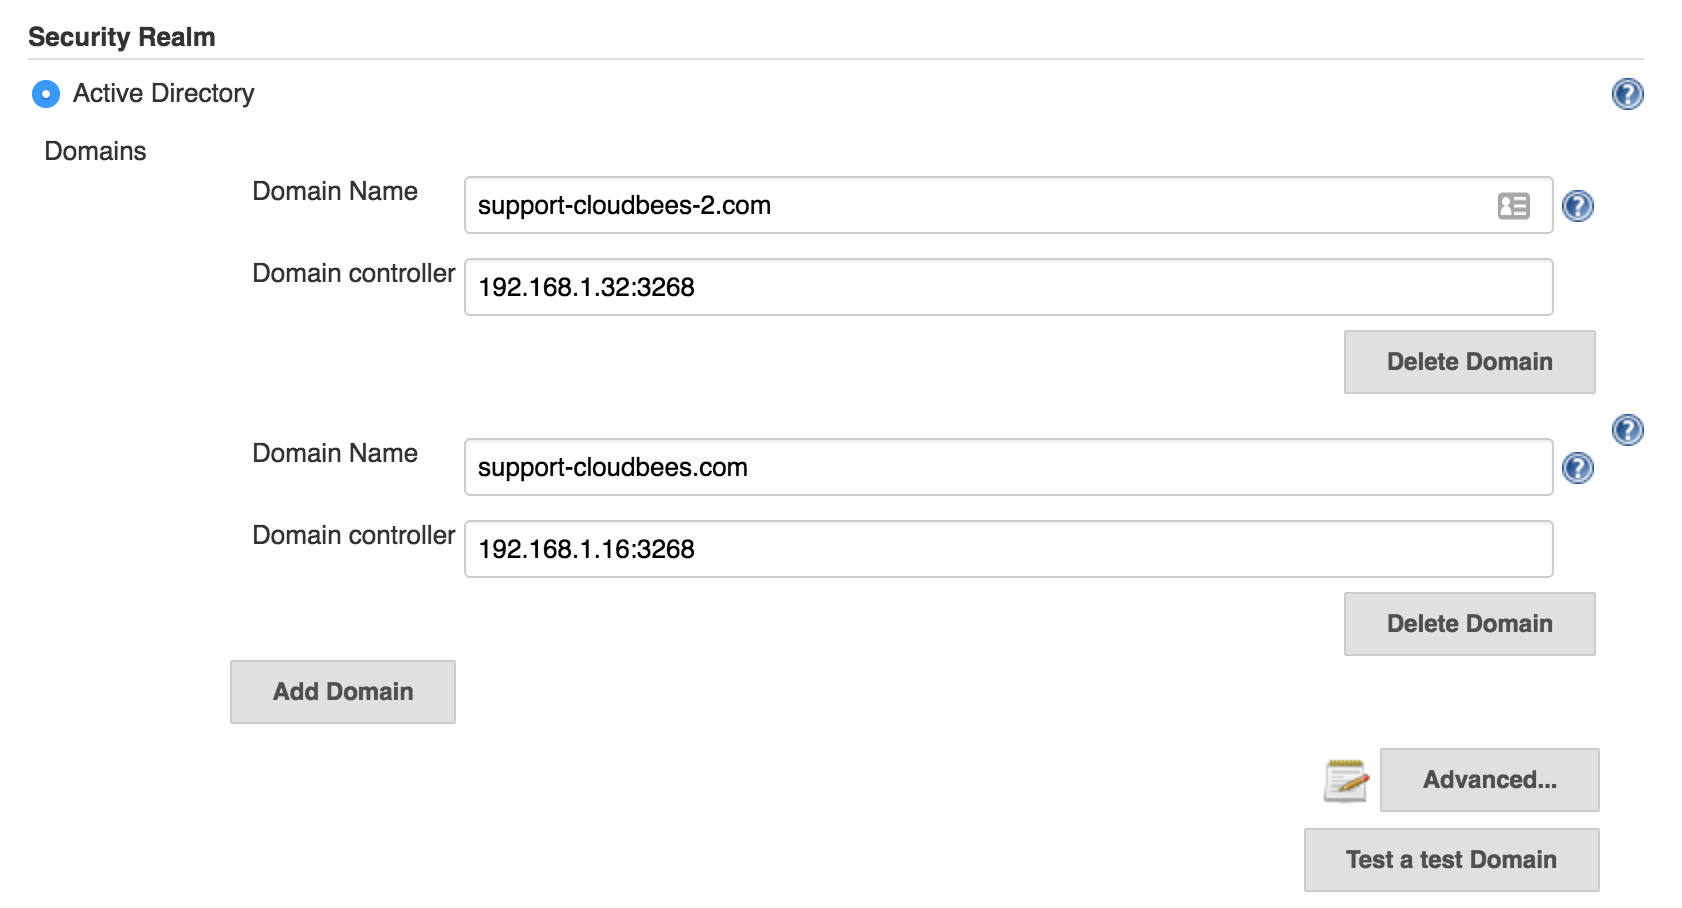 Security Realm
Active Directory
Domains
Domain Name support-cloudbees-2.com
Domain controller 192.168.1.32:3268
Delete Domain
Domain Name support-cloudbees.com
Domain controller 192.168.1.16:3268
Delete Domain
Add Domain
Advanced...
Test a test Domain